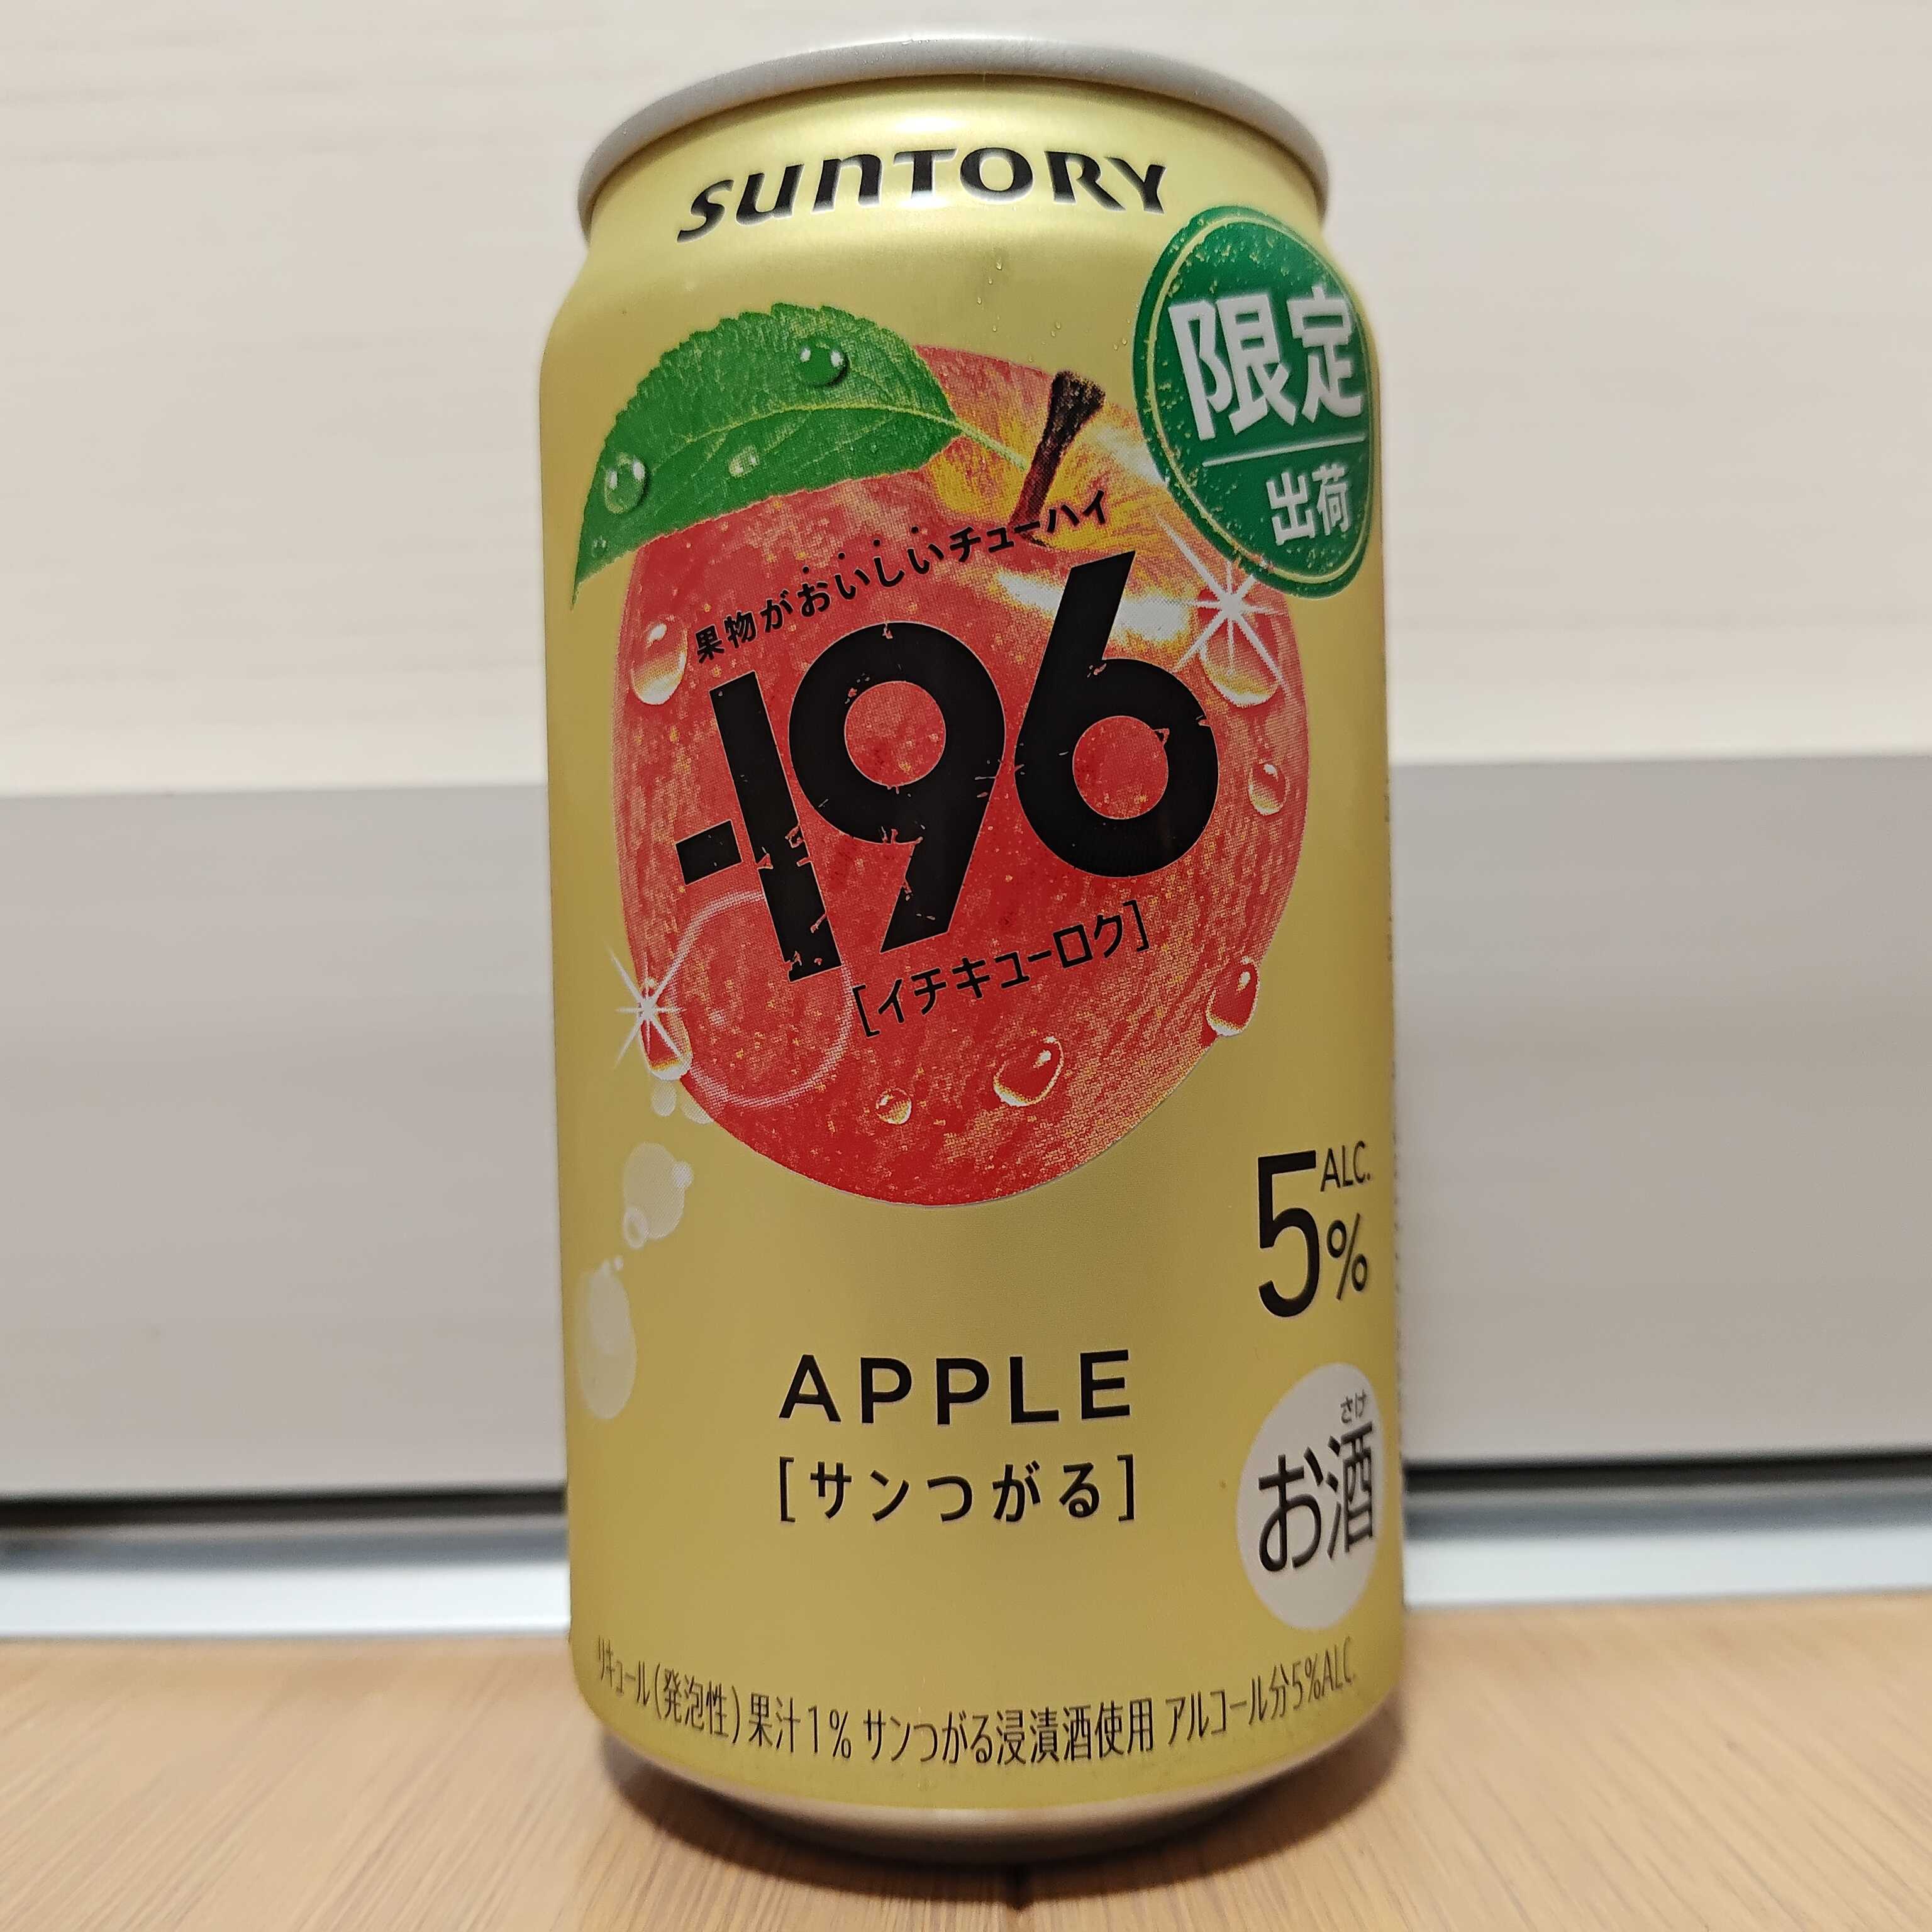 SUNTORY
限定
出荷
果物がおいしいチューハイ
-196
[イチキューロク]
ALC.
5%
APPLE
[サンつがる]
さけ
お酒
リキュール(発泡性)果汁1% サンつがる浸漬酒使用 アルコール分5%ALC.